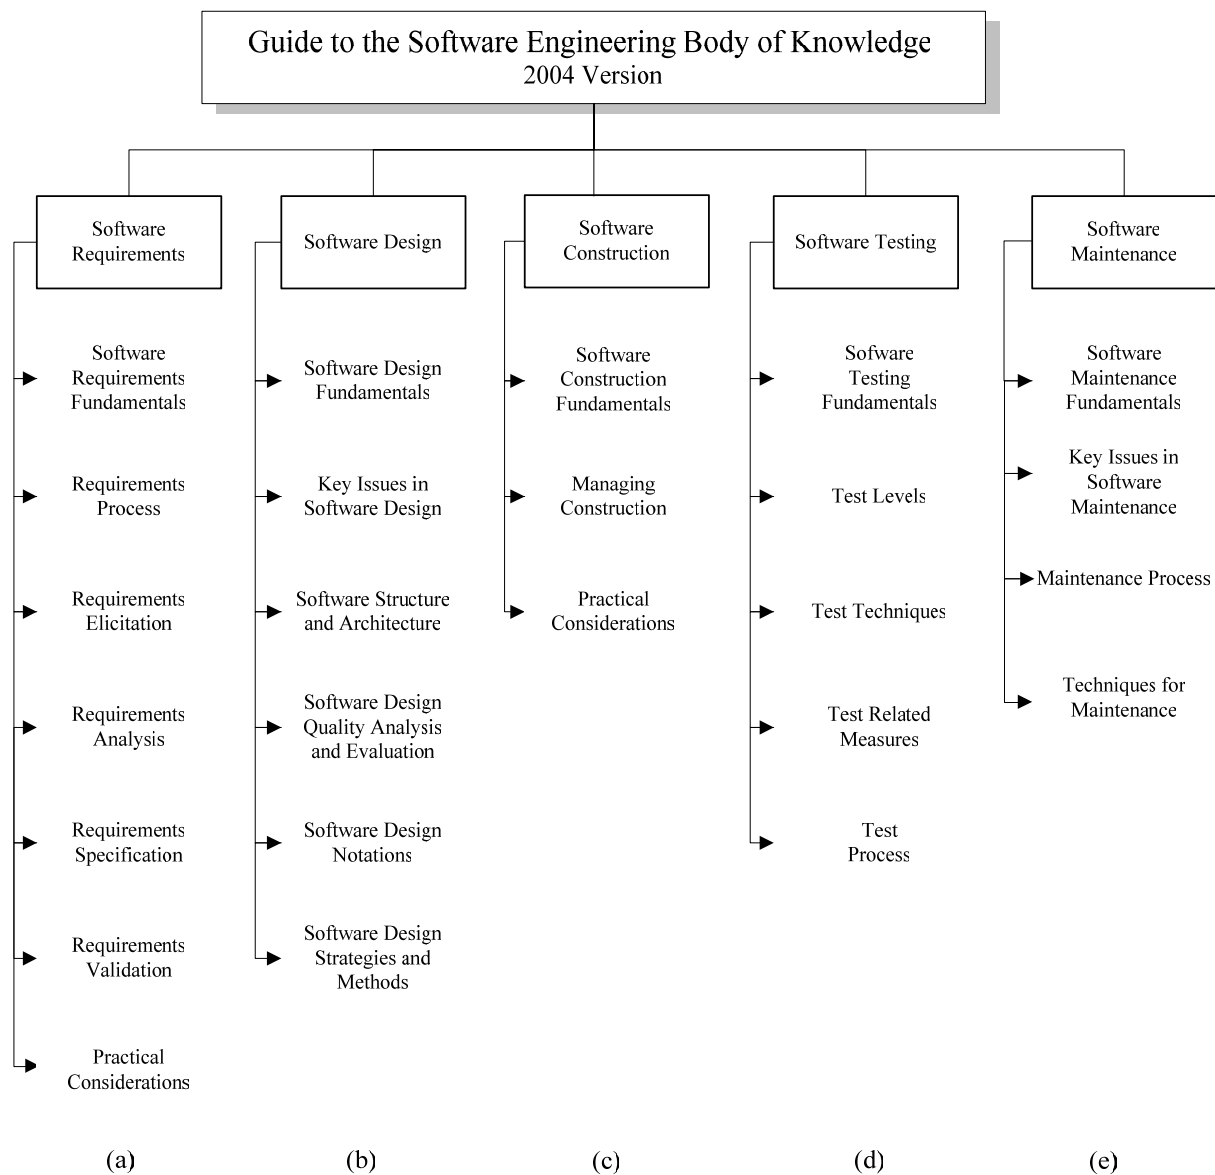 Guide to the Software Engineering Body of Knowledge
2004 Version
Software
Requirements
Software
Requirements
Fundamentals
Requirements
Process
Requirements
Elicitation
Requirements
Analysis
Requirements
Specification
Requirements
Validation
Practical
Considerations
(a)
Software Design
Software Design
Fundamentals
Key Issues in
Software Design
Software Structure
and Architecture
Software Design
Quality Analysis
and Evaluation
Software Design
Notations
Software Design
Strategies and
Methods
(b)
Software
Construction
Software
Construction
Fundamentals
Managing
Construction
Practical
Considerations
(c)
Software Testing
Sofware
Testing
Fundamentals
Test Levels
Test Techniques
Test Related
Measures
Test
Process
(d)
Software
Maintenance
Software
Maintenance
Fundamentals
Key Issues in
Software
Maintenance
Maintenance Process
Techniques for
Maintenance
(e)